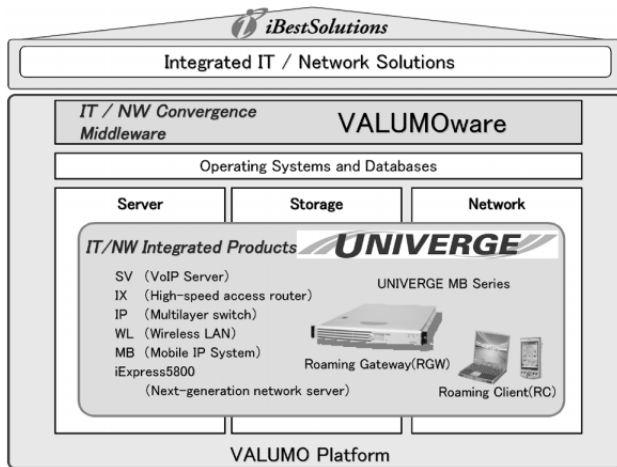 iBestSolutions
Integrated IT / Network Solutions
IT / NW Convergence
Middleware
VALUMOware
Operating Systems and Databases
Server
Storage
Network
IT/NW Integrated Products
UNIVERGE
SV (VoIP Server)
IX (High-speed access router)
IP (Multilayer switch)
WL (Wireless LAN)
MB (Mobile IP System)
iExpress5800
(Next-generation network server)
UNIVERGE MB Series
Roaming Gateway(RGW)
Roaming Client(RC)
VALUMO Platform